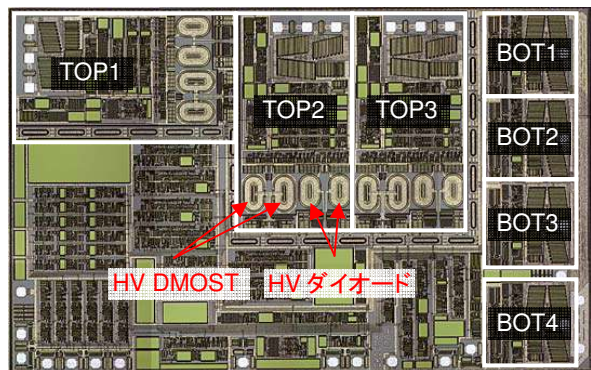 TOP1
TOP2
TOP3
BOT1
BOT2
BOT3
BOT4
HV DMOST
HV ダイオード